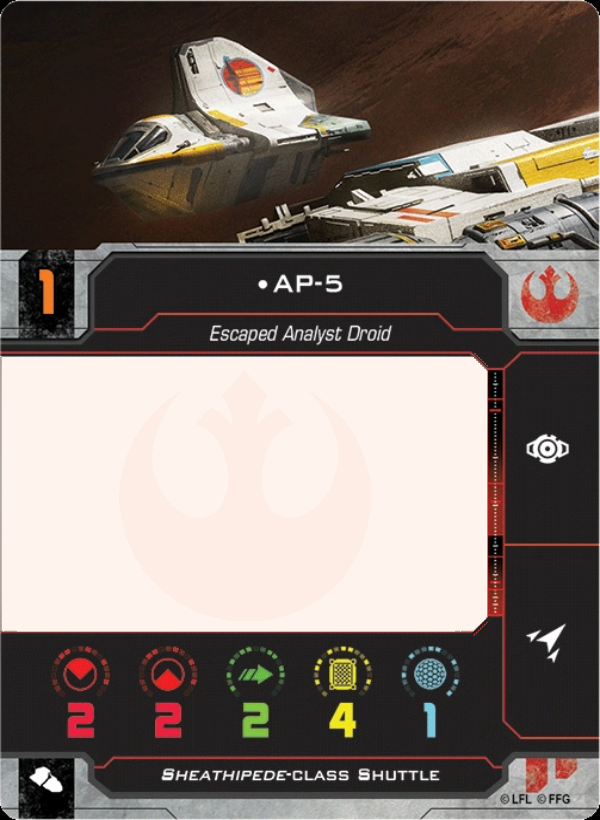 1
•AP-5
Escaped Analyst Droid
2 2 2 4 1
Sheathipede-class Shuttle
©LFL ©FFG